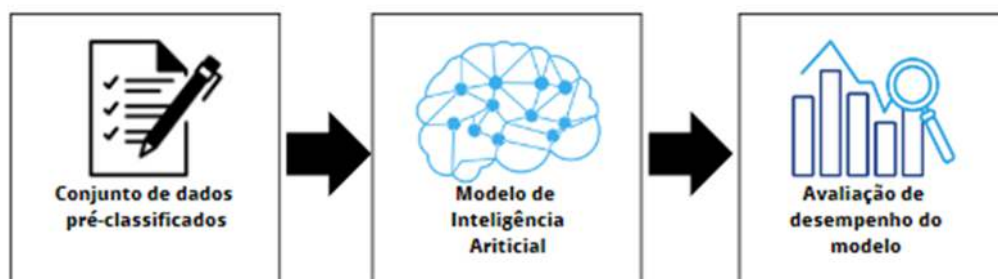 Conjunto de dados
pré-classificados
Modelo de
Inteligência
Ariticial
Avaliação de
desempenho do
modelo